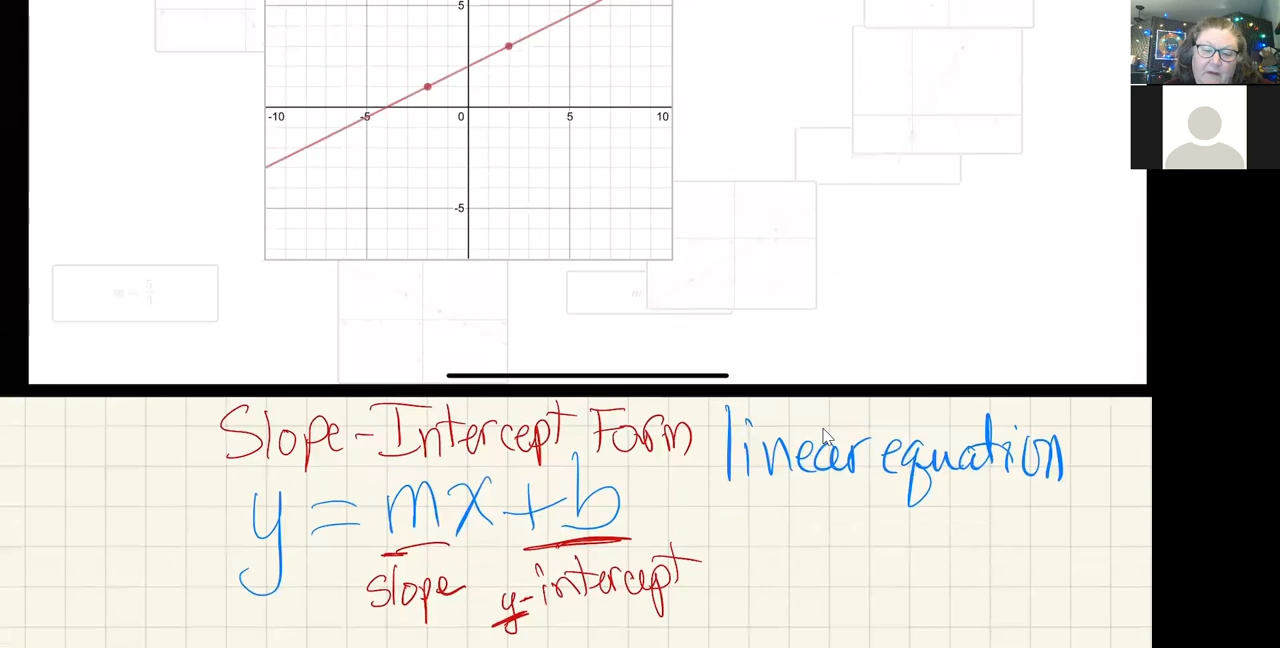 5
-10 -5 0 5 10
-5
m
Slope-Intercept Form linear equation
y = mx + b
slope y-intercept